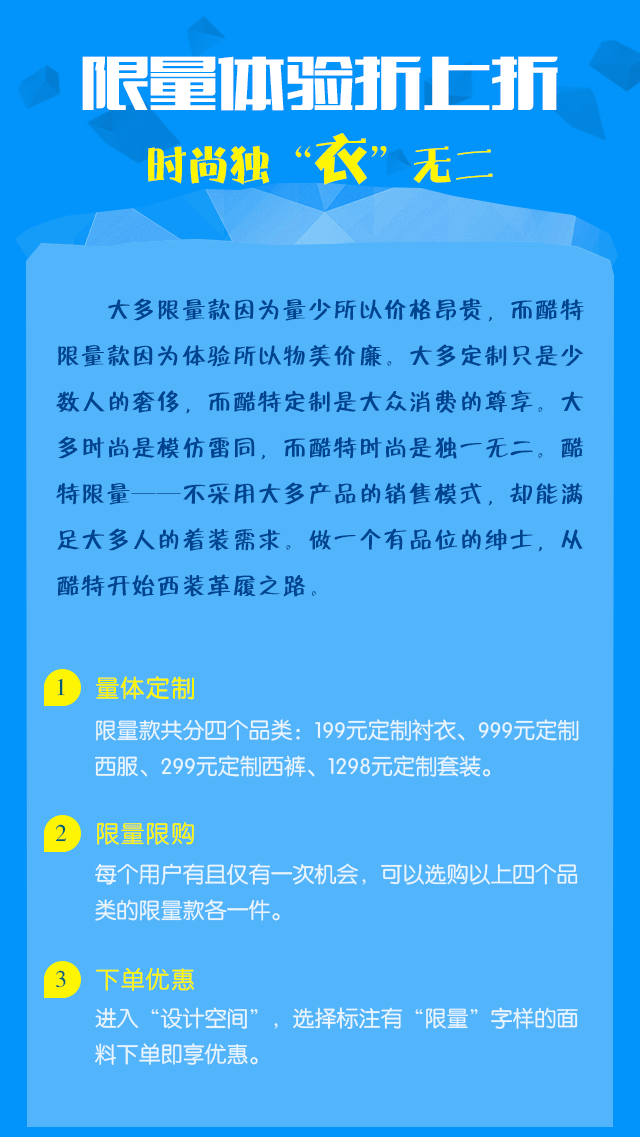 限量体验折上折
时尚独“衣”无二
大多限量款因为量少所以价格昂贵，而酷特
限量款因为体验所以物美价廉。大多定制只是少
数人的奢侈，而酷特定制是大众消费的尊享。大
多时尚是模仿雷同，而酷特时尚是独一无二。酷
特限量——不采用大多产品的销售模式，却能满
足大多人的着装需求。做一个有品位的绅士，从
酷特开始西装革履之路。
1 量体定制
限量款共分四个品类：199元定制衬衣、999元定制
西服、299元定制西裤、1298元定制套装。
2 限量限购
每个用户有且仅有一次机会，可以选购以上四个品
类的限量款各一件。
3 下单优惠
进入“设计空间”，选择标注有“限量”字样的面
料下单即享优惠。